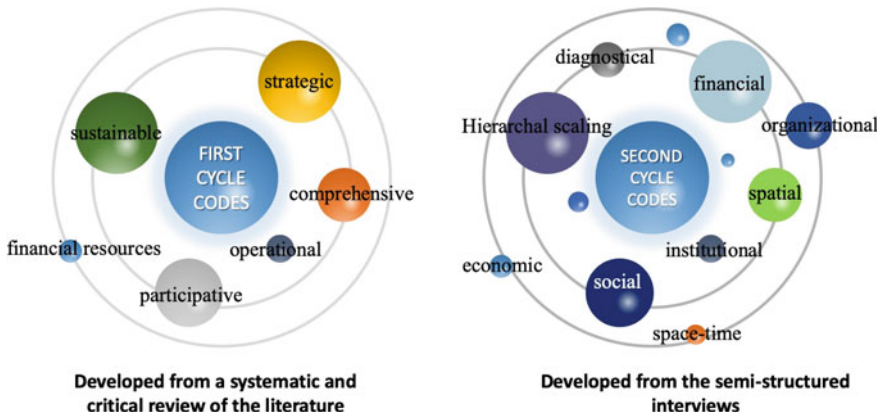 strategic
sustainable
FIRST
CYCLE
CODES
comprehensive
financial resources
operational
participative
Developed from a systematic and
critical review of the literature
diagnostical
financial
Hierarchal scaling
organizational
SECOND
CYCLE
CODES
spatial
institutional
economic
social
space-time
Developed from the semi-structured
interviews